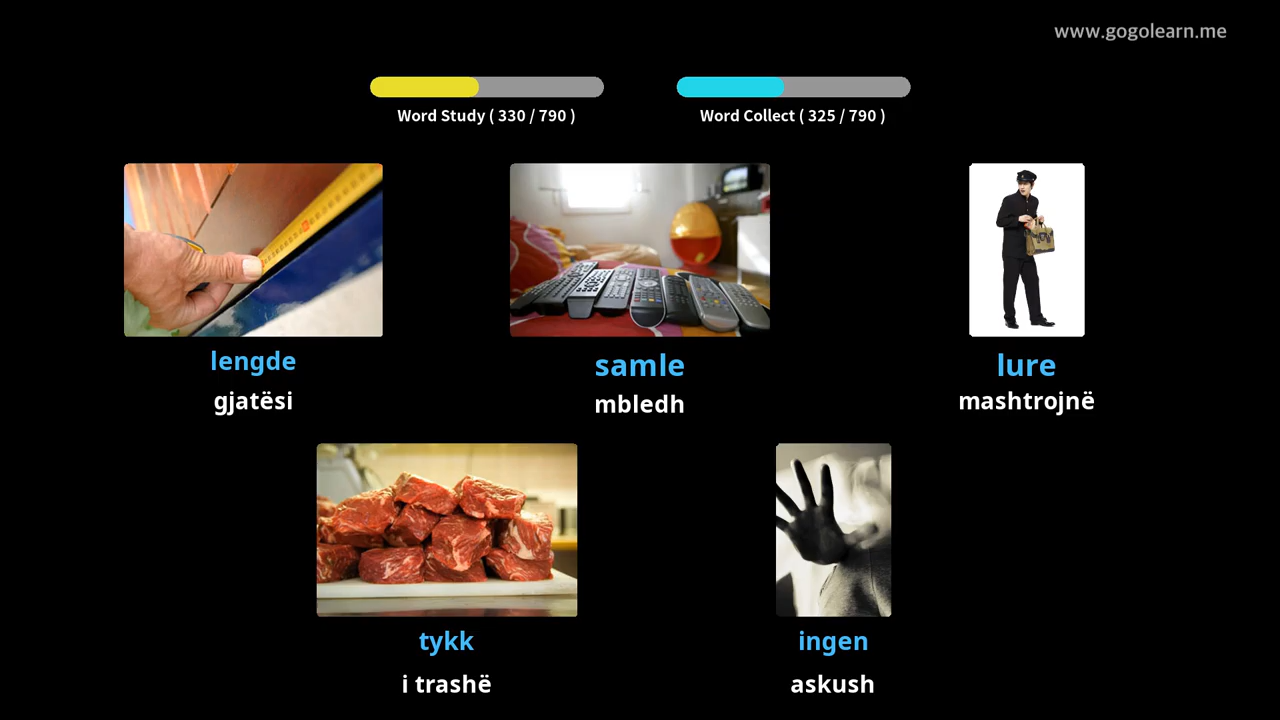 www.gogolearn.me
Word Study ( 330 / 790 )
Word Collect ( 325 / 790 )
lengde
gjatësi
samle
mbledh
lure
mashtrojnë
tykk
i trashë
ingen
askush